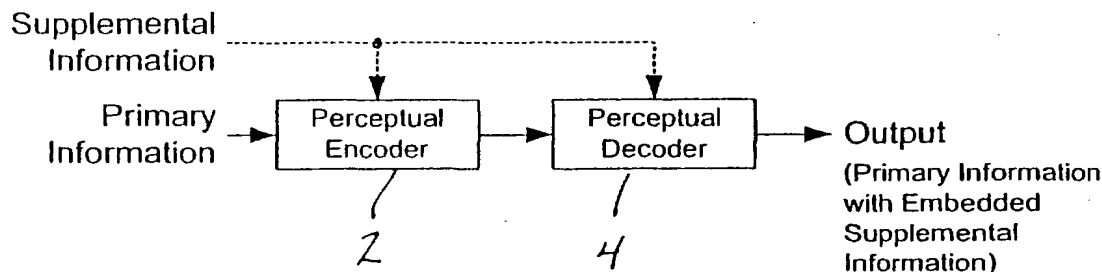 Supplemental
Information
Primary
Information
Perceptual
Encoder
Perceptual
Decoder
Output
(Primary Information
with Embedded
Supplemental
Information)
2
4